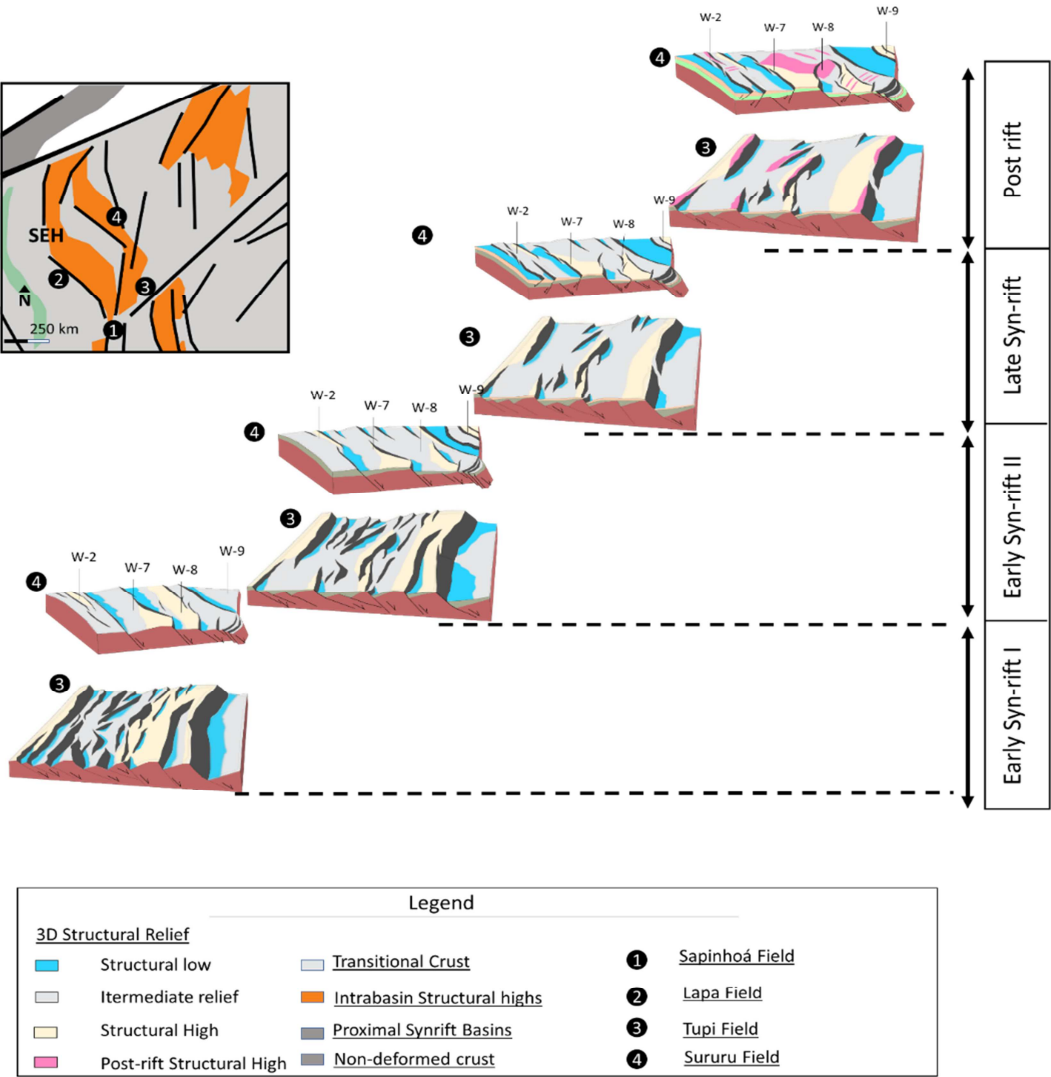 W-9
W-2
W-7
W-8
4
Post rift
3
4
SEH
2
3
N
250 km
1
W-9
W-2
W-7
W-8
4
3
Late Syn-rift
W-9
W-2
W-7
W-8
4
3
Early Syn-rift II
W-2
W-7
W-8
W-9
4
3
Early Syn-rift I
Legend
3D Structural Relief
Structural low
Itermediate relief
Structural High
Post-rift Structural High
Transitional Crust
Intrabasin Structural highs
Proximal Synrift Basins
Non-deformed crust
1 Sapinhoá Field
2 Lapa Field
3 Tupi Field
4 Sururu Field